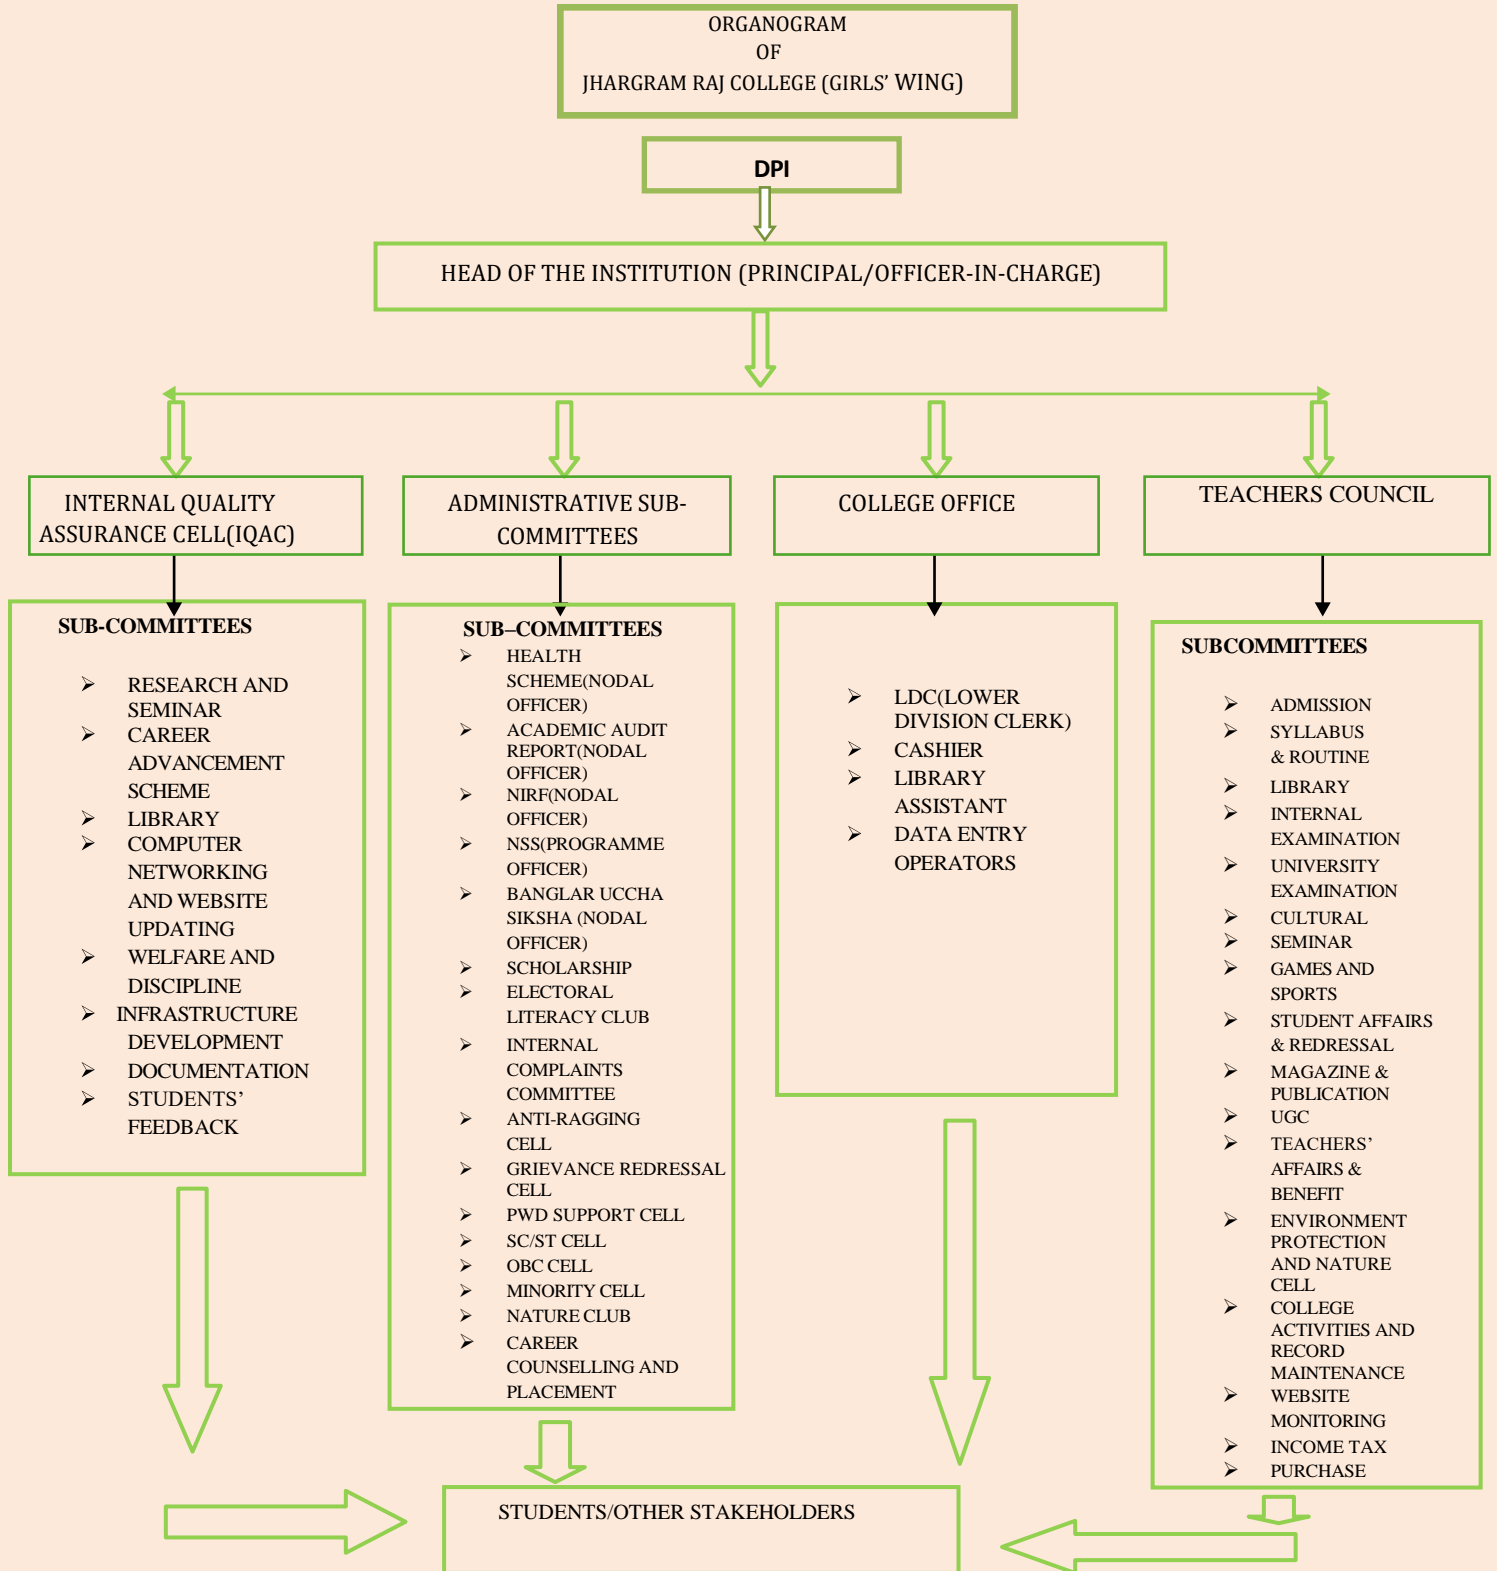 ORGANOGRAM
OF
JHARGRAM RAJ COLLEGE (GIRLS’ WING)
DPI
HEAD OF THE INSTITUTION (PRINCIPAL/OFFICER-IN-CHARGE)
INTERNAL QUALITY
ASSURANCE CELL(IQAC)
ADMINISTRATIVE SUB-
COMMITTEES
COLLEGE OFFICE
TEACHERS COUNCIL
SUB-COMMITTEES
➢ RESEARCH AND
SEMINAR
➢ CAREER
ADVANCEMENT
SCHEME
➢ LIBRARY
➢ COMPUTER
NETWORKING
AND WEBSITE
UPDATING
➢ WELFARE AND
DISCIPLINE
➢ INFRASTRUCTURE
DEVELOPMENT
➢ DOCUMENTATION
➢ STUDENTS’
FEEDBACK
SUB–COMMITTEES
➢ HEALTH
SCHEME(NODAL
OFFICER)
➢ ACADEMIC AUDIT
REPORT(NODAL
OFFICER)
➢ NIRF(NODAL
OFFICER)
➢ NSS(PROGRAMME
OFFICER)
➢ BANGLAR UCCHA
SIKSHA (NODAL
OFFICER)
➢ SCHOLARSHIP
➢ ELECTORAL
LITERACY CLUB
➢ INTERNAL
COMPLAINTS
COMMITTEE
➢ ANTI-RAGGING
CELL
➢ GRIEVANCE REDRESSAL
CELL
➢ PWD SUPPORT CELL
➢ SC/ST CELL
➢ OBC CELL
➢ MINORITY CELL
➢ NATURE CLUB
➢ CAREER
COUNSELLING AND
PLACEMENT
➢ LDC(LOWER
DIVISION CLERK)
➢ CASHIER
➢ LIBRARY
ASSISTANT
➢ DATA ENTRY
OPERATORS
SUBCOMMITTEES
➢ ADMISSION
➢ SYLLABUS
& ROUTINE
➢ LIBRARY
➢ INTERNAL
EXAMINATION
➢ UNIVERSITY
EXAMINATION
➢ CULTURAL
➢ SEMINAR
➢ GAMES AND
SPORTS
➢ STUDENT AFFAIRS
& REDRESSAL
➢ MAGAZINE &
PUBLICATION
➢ UGC
➢ TEACHERS’
AFFAIRS &
BENEFIT
➢ ENVIRONMENT
PROTECTION
AND NATURE
CELL
➢ COLLEGE
ACTIVITIES AND
RECORD
MAINTENANCE
➢ WEBSITE
MONITORING
➢ INCOME TAX
➢ PURCHASE
STUDENTS/OTHER STAKEHOLDERS